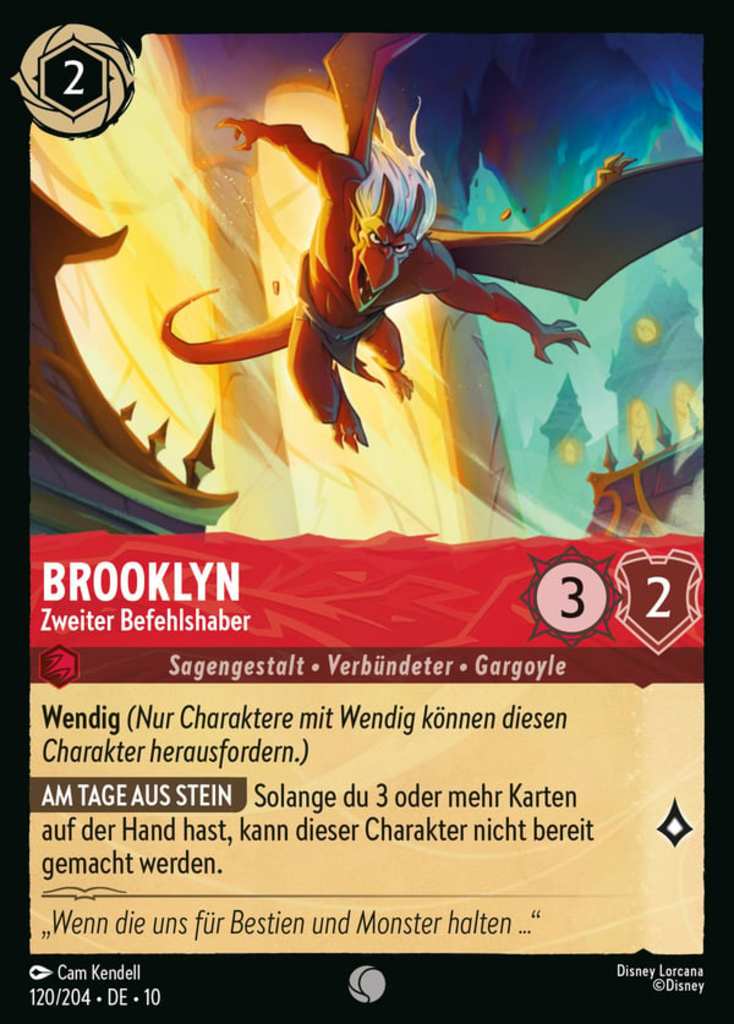 2
BROOKLYN
Zweiter Befehlshaber
3
2
Sagengestalt • Verbündeter • Gargoyle
Wendig (Nur Charaktere mit Wendig können diesen
Charakter herausfordern.)
AM TAGE AUS STEIN Solange du 3 oder mehr Karten
auf der Hand hast, kann dieser Charakter nicht bereit
gemacht werden.
„Wenn die uns für Bestien und Monster halten ...“
Cam Kendell
120/204 • DE • 10
Disney Lorcana
©Disney